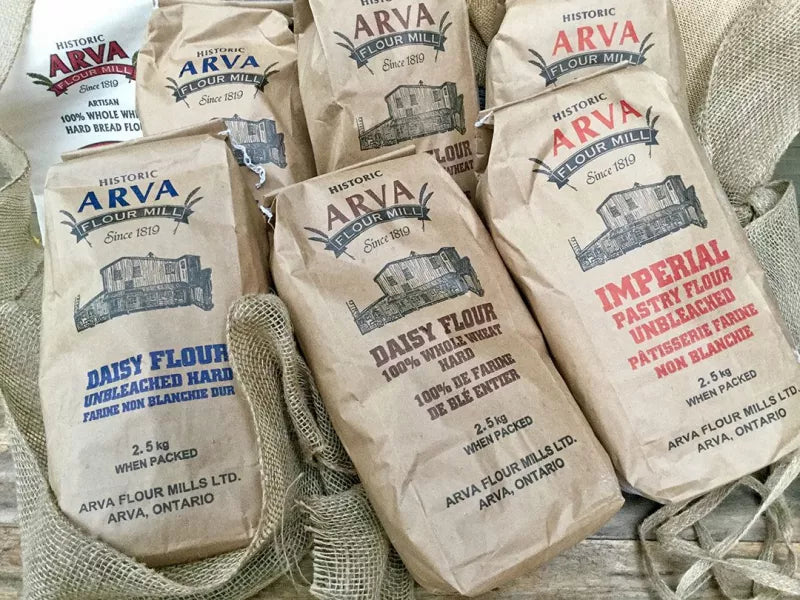 HISTORIC
ARVA
FLOUR MILL
Since 1819
ARTISAN
100% WHOLE
HARD BREAD
HISTORIC
ARVA
FLOUR MILL
Since 1819
HISTORIC
ARVA
FLOUR MILL
Since 1819
FLOUR
HISTORIC
ARVA
FLOUR MILL
Since 1819
HISTORIC
ARVA
FLOUR MILL
Since 1819
DAISY FLOUR
UNBLEACHED HARD
FARINE NON BLANCHIE DUR
2.5 kg
WHEN PACKED
ARVA FLOUR MILLS LTD.
ARVA, ONTARIO
HISTORIC
ARVA
FLOUR MILL
Since 1819
DAISY FLOUR
100% WHOLE WHEAT
HARD
100% DE FARINE
DE BLÉ ENTIER
2.5 kg
WHEN PACKED
ARVA FLOUR MILLS LTD.
ARVA, ONTARIO
HISTORIC
ARVA
FLOUR MILL
Since 1819
IMPERIAL
PASTRY FLOUR
UNBLEACHED
PÂTISSERIE FARINE
NON BLANCHIE
2.5 kg
WHEN PACKED
ARVA FLOUR MILLS LTD.
ARVA, ONTARIO